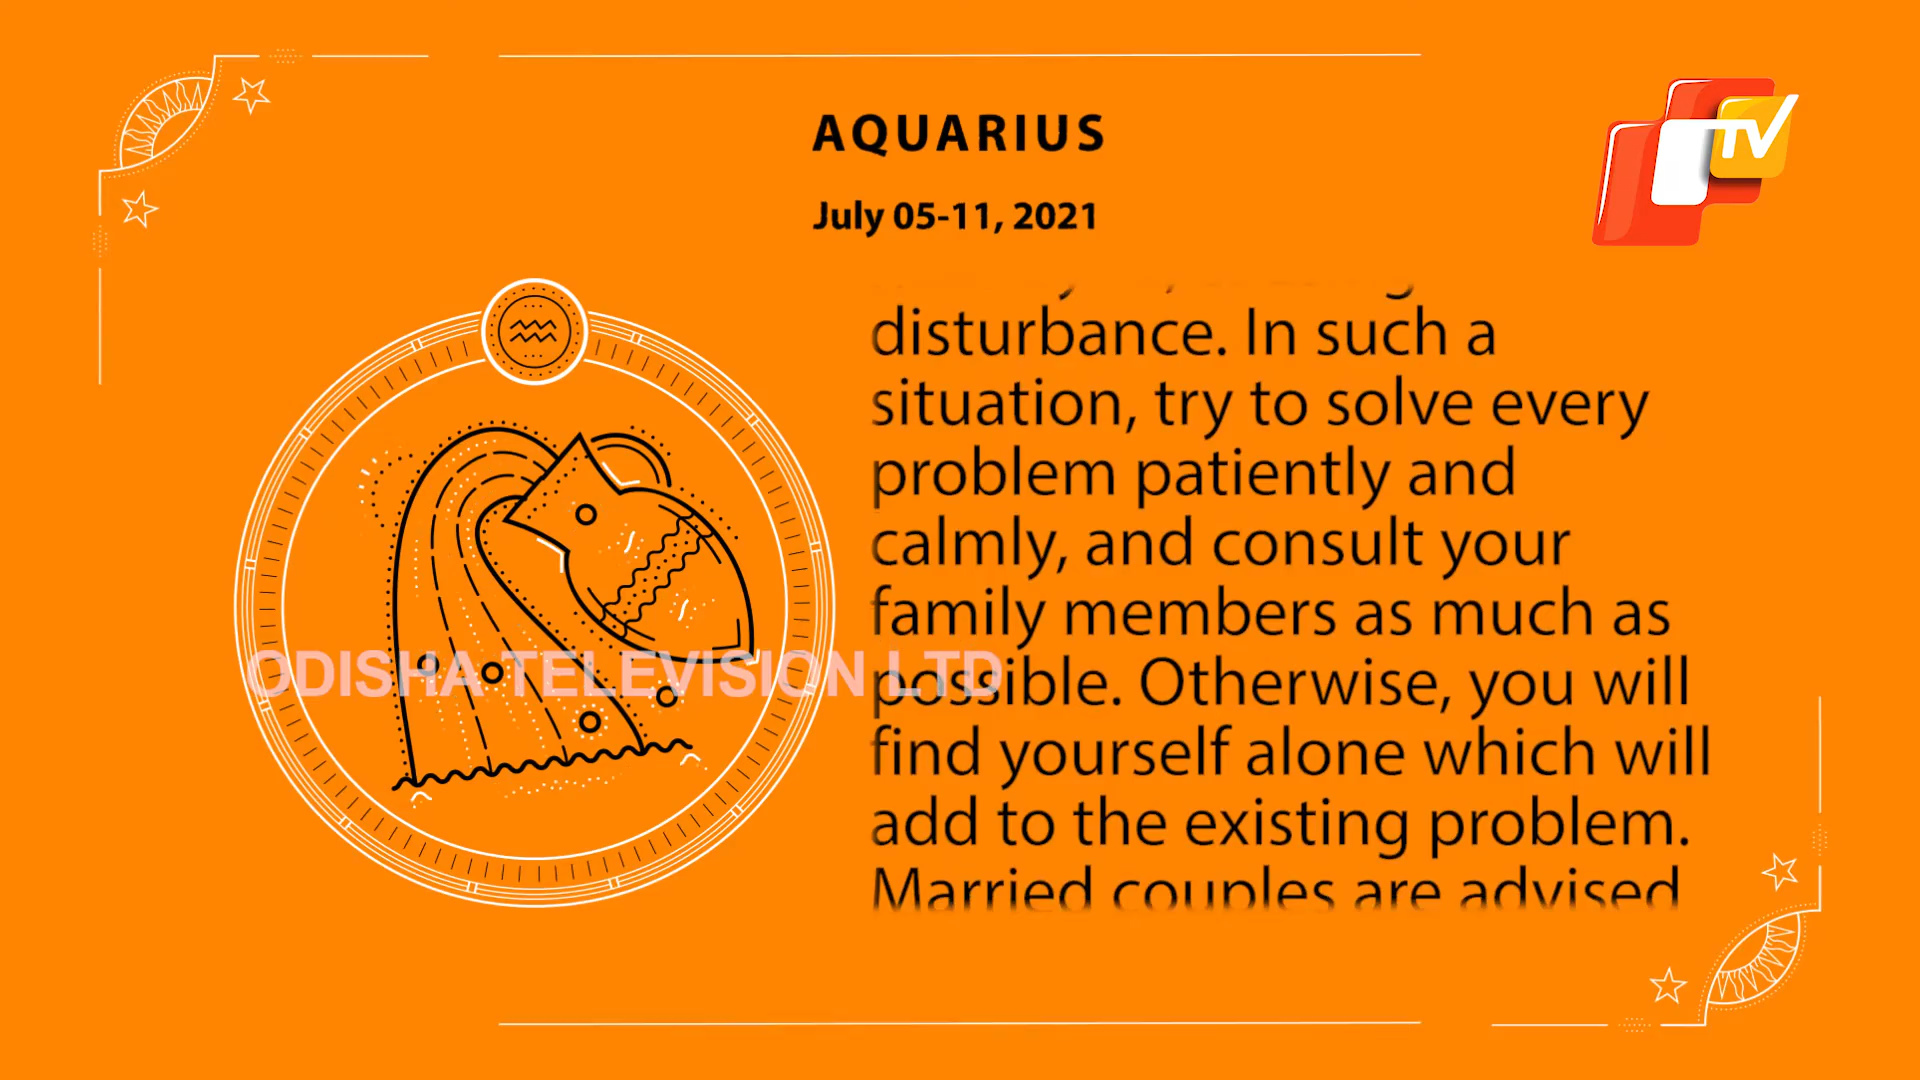 AQUARIUS
July 05-11, 2021
TV
disturbance. In such a
situation, try to solve every
problem patiently and
calmly, and consult your
family members as much as
possible. Otherwise, you will
find yourself alone which will
add to the existing problem.
Married couples are advised
ODISHA TELEVISION LTD